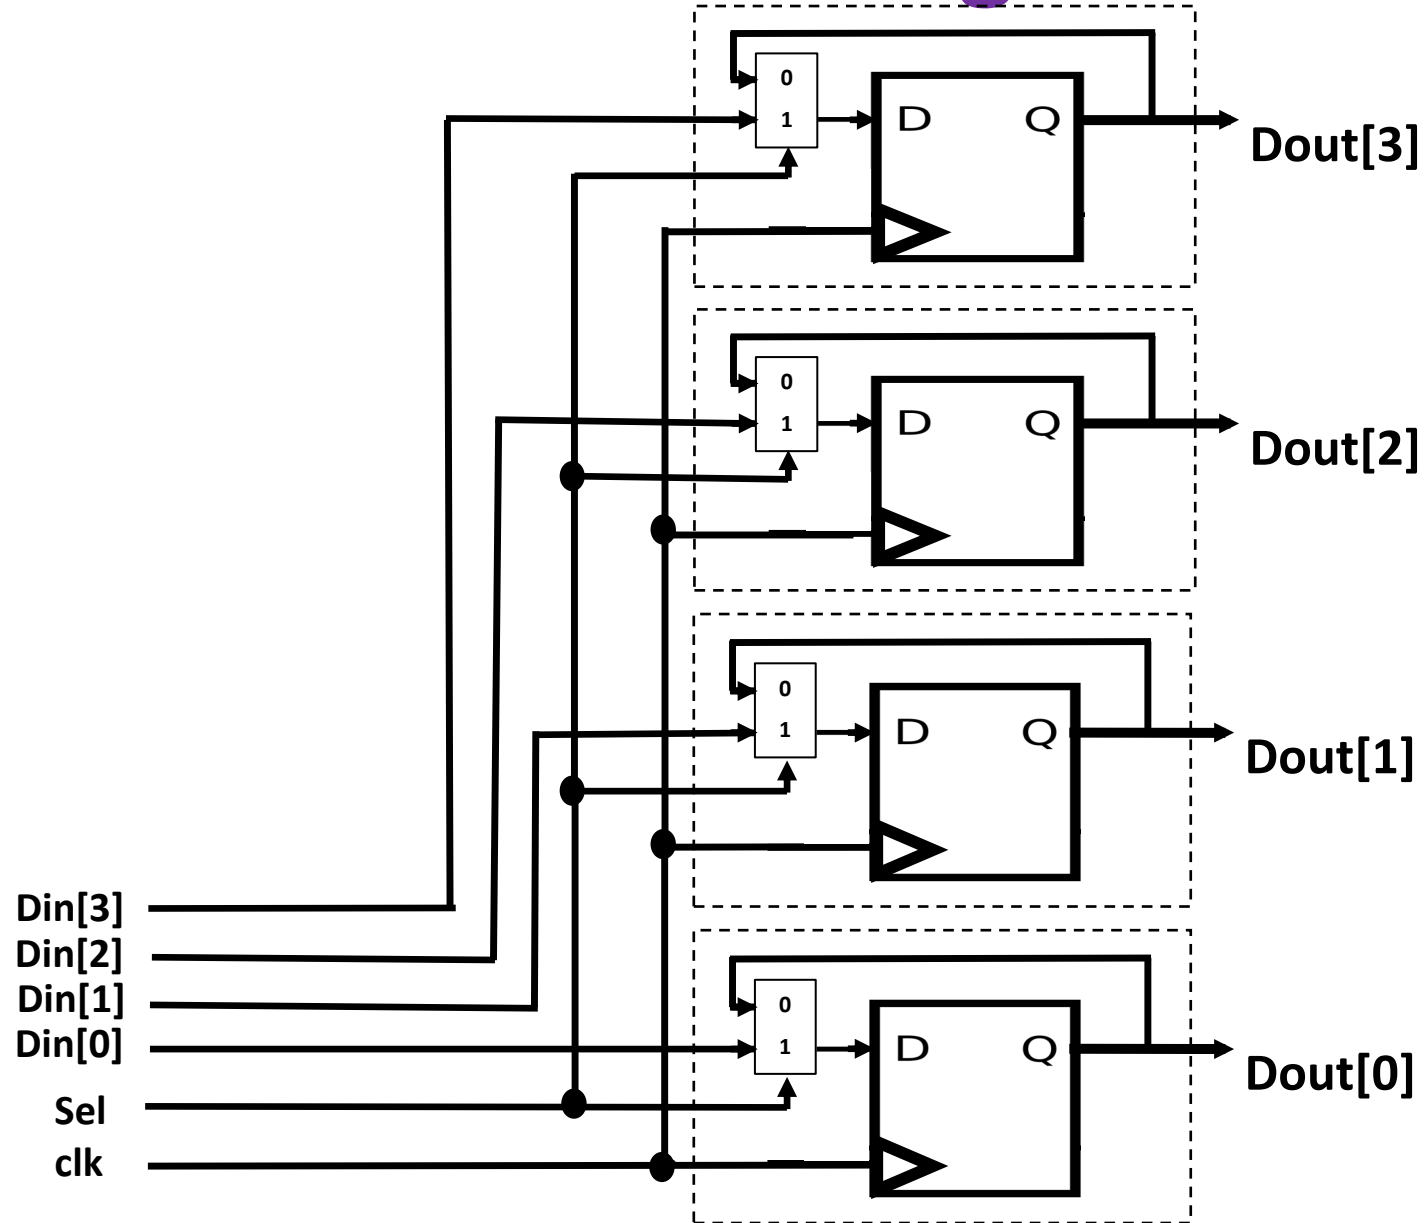 0
1
D Q
Dout[3]
0
1
D Q
Dout[2]
0
1
D Q
Dout[1]
0
1
D Q
Dout[0]
Din[3]
Din[2]
Din[1]
Din[0]
Sel
clk